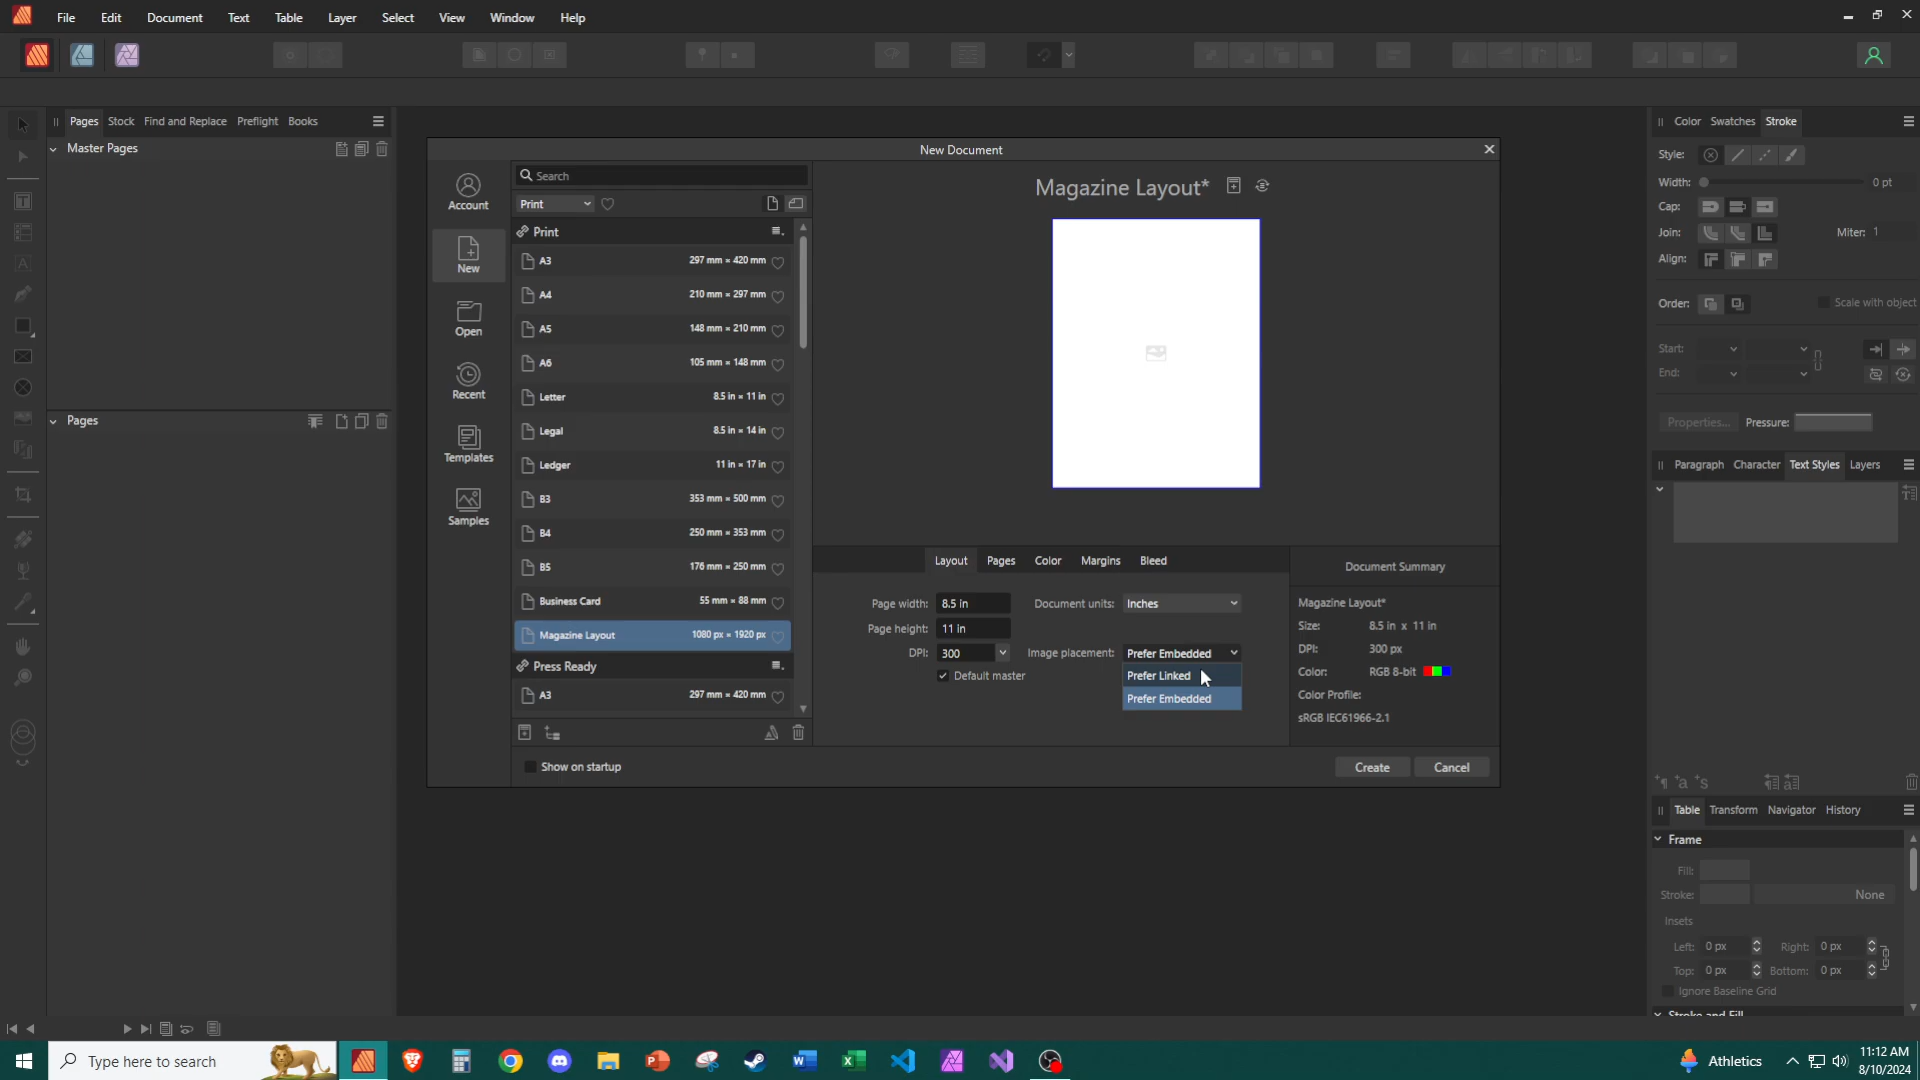 File Edit Document Text Table Layer Select View Window Help
Pages Stock Find and Replace Preflight Books
Master Pages
Pages
New Document
Account
New
Open
Recent
Templates
Samples
Search
Print
Print
A3 297 mm × 420 mm
A4 210 mm × 297 mm
A5 148 mm × 210 mm
A6 105 mm × 148 mm
Letter 8.5 in × 11 in
Legal 8.5 in × 14 in
Ledger 11 in × 17 in
B3 353 mm × 500 mm
B4 250 mm × 353 mm
B5 176 mm × 250 mm
Business Card 55 mm × 88 mm
Magazine Layout 1080 px × 1920 px
Press Ready
A3 297 mm × 420 mm
Show on startup
Magazine Layout*
Layout Pages Color Margins Bleed
Page width: 8.5 in Document units: Inches
Page height: 11 in
DPI: 300 Image placement: Prefer Embedded
Default master Prefer Linked
Prefer Embedded
Document Summary
Magazine Layout*
Size: 8.5 in x 11 in
DPI: 300 px
Color: RGB 8-bit
Color Profile:
sRGB IEC61966-2.1
Create Cancel
Color Swatches Stroke
Style:
Width: 0 pt
Cap:
Join: Miter: 1
Align:
Order: Scale with object
Start:
End:
Properties... Pressure:
Paragraph Character Text Styles Layers
Table Transform Navigator History
Frame
Fill:
Stroke: None
Insets
Left: 0 px Right: 0 px
Top: 0 px Bottom: 0 px
Ignore Baseline Grid
Stroke and Fill
Type here to search
Athletics
11:12 AM
8/10/2024